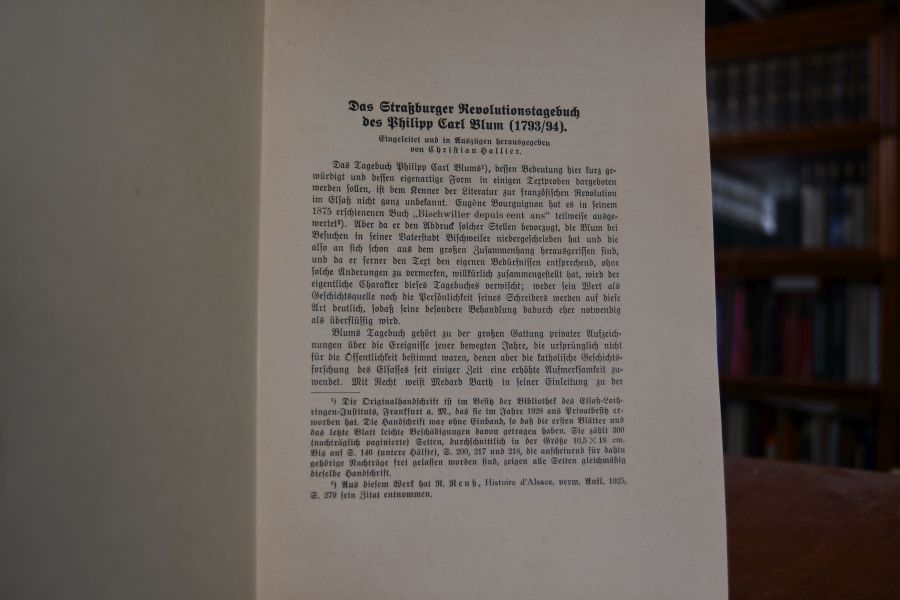 Das Straßburger Revolutionstagebuch
des Philipp Carl Blum (1793/94).
Eingeleitet und in Auszügen herausgegeben
von Christian Hallier.
Das Tagebuch Philipp Carl Blums¹), dessen Bedeutung hier kurz ge-
würdigt und dessen eigenartige Form in einigen Textproben dargeboten
werden sollen, ist dem Kenner der Literatur zur französischen Revolution
im Elsaß nicht ganz unbekannt. Eugène Bourguignon hat es in seinem
1875 erschienenen Buch „Bischwiller depuis cent ans" teilweise ausge-
wertet²). Aber da er den Abdruck solcher Stellen bevorzugt, die Blum bei
Besuchen in seiner Vaterstadt Bischweiler niedergeschrieben hat und die
also an sich schon aus dem großen Zusammenhang herausgerissen sind,
und da er ferner den Text den eigenen Bedürfnissen entsprechend, ohne
solche Änderungen zu vermerken, willkürlich zusammengestellt hat, wird der
eigentliche Charakter dieses Tagebuches verwischt; weder sein Wert als
Geschichtsquelle noch die Persönlichkeit seines Schreibers werden auf diese
Art deutlich, sodaß seine besondere Behandlung dadurch eher notwendig
als überflüssig wird.
Blums Tagebuch gehört zu der großen Gattung privater Aufzeich-
nungen über die Ereignisse jener bewegten Jahre, die ursprünglich nicht
für die Öffentlichkeit bestimmt waren, denen aber die katholische Geschichts-
forschung des Elsasses seit einiger Zeit eine erhöhte Aufmerksamkeit zu-
wendet. Mit Recht weist Medard Barth in seiner Einleitung zu der
¹) Die Originalhandschrift ist im Besitz der Bibliothek des Elsaß-Loth-
ringen-Instituts, Frankfurt a. M., das sie im Jahre 1928 aus Privatbesitz er-
worben hat. Die Handschrift war ohne Einband, so daß die ersten Blätter und
das letzte Blatt leichte Beschädigungen davon getragen haben. Sie zählt 300
(nachträglich paginierte) Seiten, durchschnittlich in der Größe 10,5 × 18 cm.
Bis auf S. 146 (untere Hälfte), S. 200, 217 und 218, die anscheinend für dahin
gehörige Nachträge frei gelassen worden sind, zeigen alle Seiten gleichmäßig
dieselbe Handschrift.
²) Aus diesem Werk hat R. Reuß, Histoire d'Alsace, verm. Aufl. 1925,
S. 279 sein Zitat entnommen.